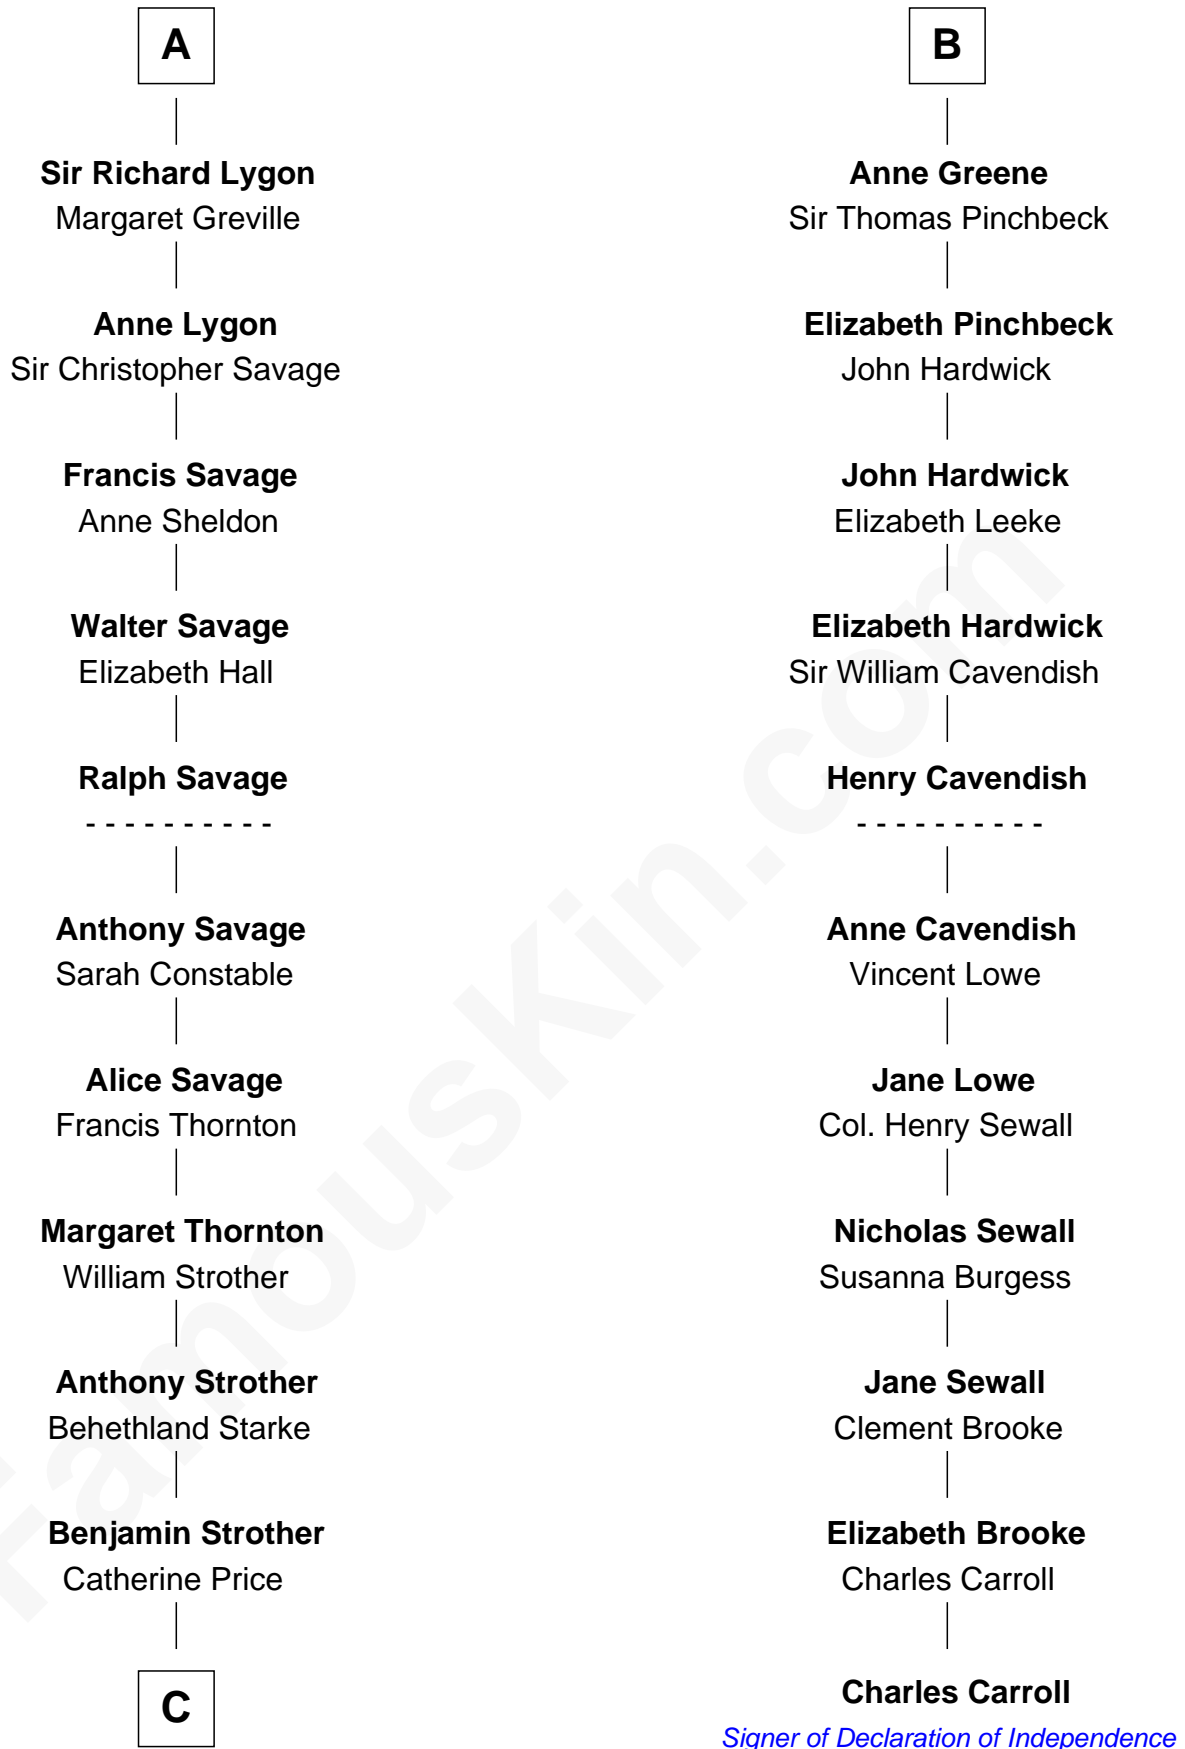 A
Sir Richard Lygon
Margaret Greville
Anne Lygon
Sir Christopher Savage
Francis Savage
Anne Sheldon
Walter Savage
Elizabeth Hall
Ralph Savage
- - - - - - - - - -
Anthony Savage
Sarah Constable
Alice Savage
Francis Thornton
Margaret Thornton
William Strother
Anthony Strother
Behethland Starke
Benjamin Strother
Catherine Price
C
B
Anne Greene
Sir Thomas Pinchbeck
Elizabeth Pinchbeck
John Hardwick
John Hardwick
Elizabeth Leeke
Elizabeth Hardwick
Sir William Cavendish
Henry Cavendish
- - - - - - - - - -
Anne Cavendish
Vincent Lowe
Jane Lowe
Col. Henry Sewall
Nicholas Sewall
Susanna Burgess
Jane Sewall
Clement Brooke
Elizabeth Brooke
Charles Carroll
Charles Carroll
Signer of Declaration of Independence
FamousKin.com